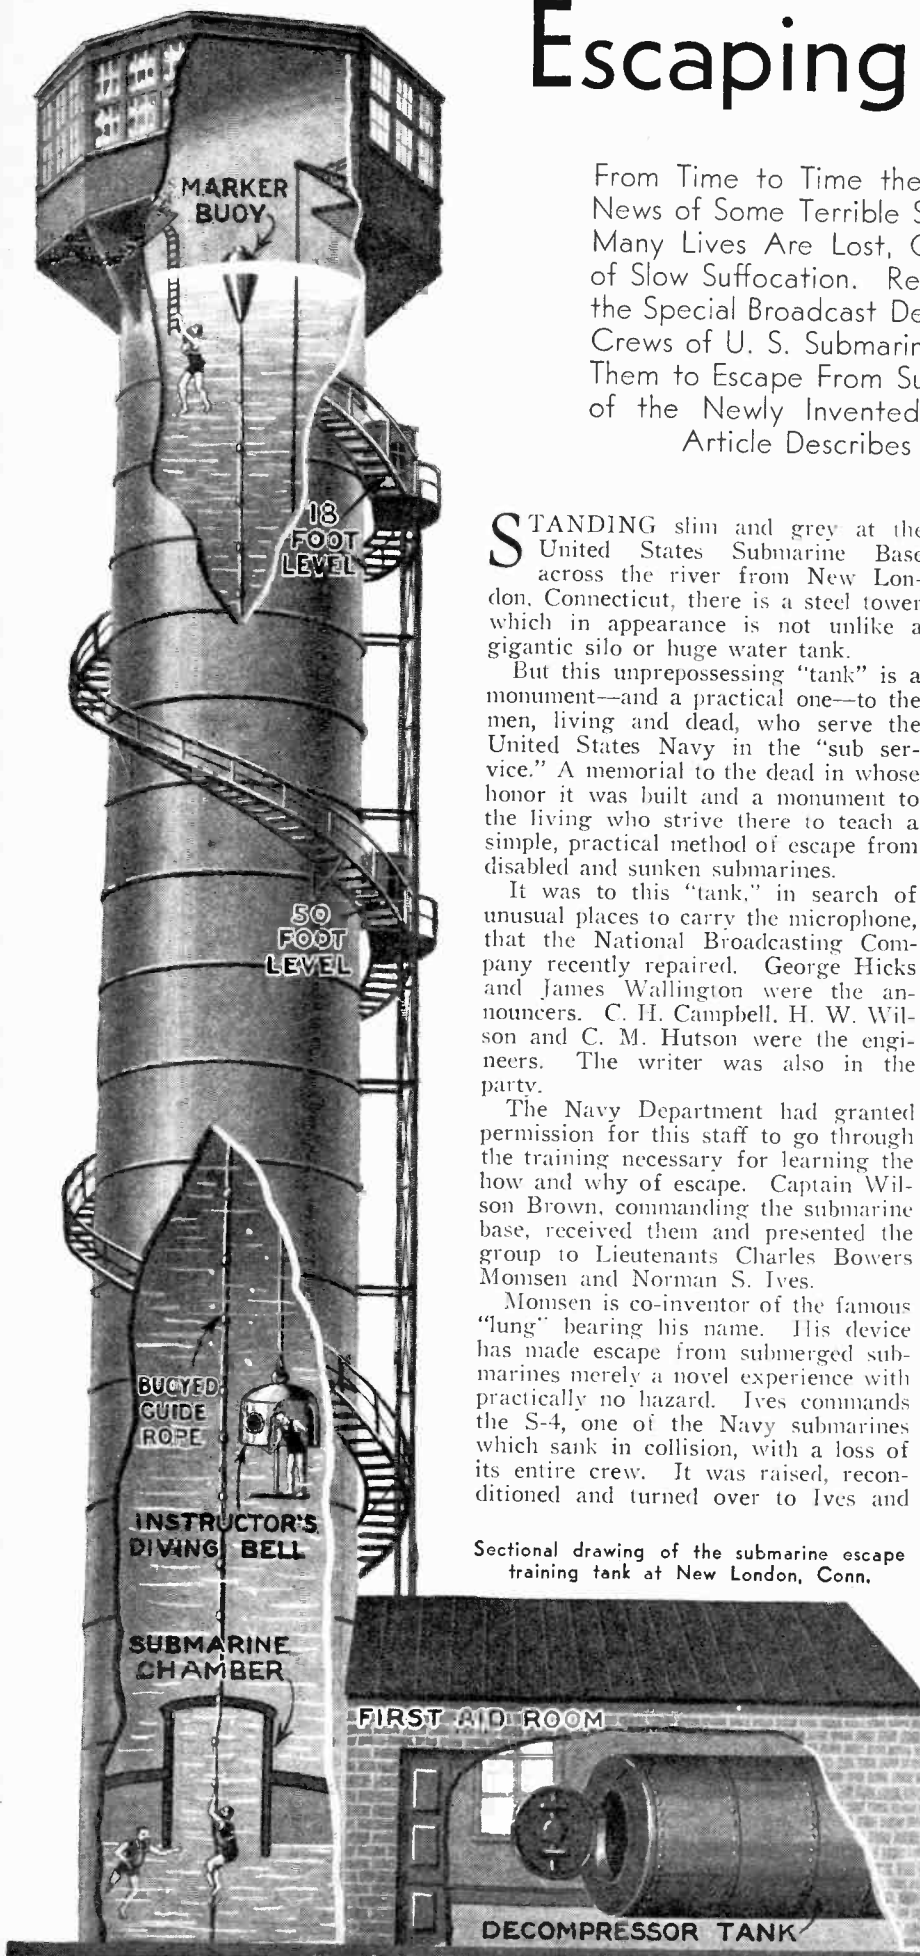 Escaping
From Time to Time the
News of Some Terrible S
Many Lives Are Lost, O
of Slow Suffocation. Re
the Special Broadcast De
Crews of U. S. Submarin
Them to Escape From Su
of the Newly Invented
Article Describes
STANDING slim and grey at the
United States Submarine Base
across the river from New Lon-
don, Connecticut, there is a steel tower
which in appearance is not unlike a
gigantic silo or huge water tank.
But this unprepossessing "tank" is a
monument—and a practical one—to the
men, living and dead, who serve the
United States Navy in the "sub ser-
vice." A memorial to the dead in whose
honor it was built and a monument to
the living who strive there to teach a
simple, practical method of escape from
disabled and sunken submarines.
It was to this "tank," in search of
unusual places to carry the microphone,
that the National Broadcasting Com-
pany recently repaired. George Hicks
and James Wallington were the an-
nouncers. C. H. Campbell, H. W. Wil-
son and C. M. Hutson were the engi-
neers. The writer was also in the
party.
The Navy Department had granted
permission for this staff to go through
the training necessary for learning the
how and why of escape. Captain Wil-
son Brown, commanding the submarine
base, received them and presented the
group to Lieutenants Charles Bowers
Momsen and Norman S. Ives.
Momsen is co-inventor of the famous
"lung" bearing his name. His device
has made escape from submerged sub-
marines merely a novel experience with
practically no hazard. Ives commands
the S-4, one of the Navy submarines
which sank in collision, with a loss of
its entire crew. It was raised, recon-
ditioned and turned over to Ives and
Sectional drawing of the submarine escape
training tank at New London, Conn.
MARKER
BUOY
18
FOOT
LEVEL
50
FOOT
LEVEL
BUOYED
GUIDE
ROPE
INSTRUCTOR'S
DIVING BELL
SUBMARINE
CHAMBER
FIRST AID ROOM
DECOMPRESSOR TANK